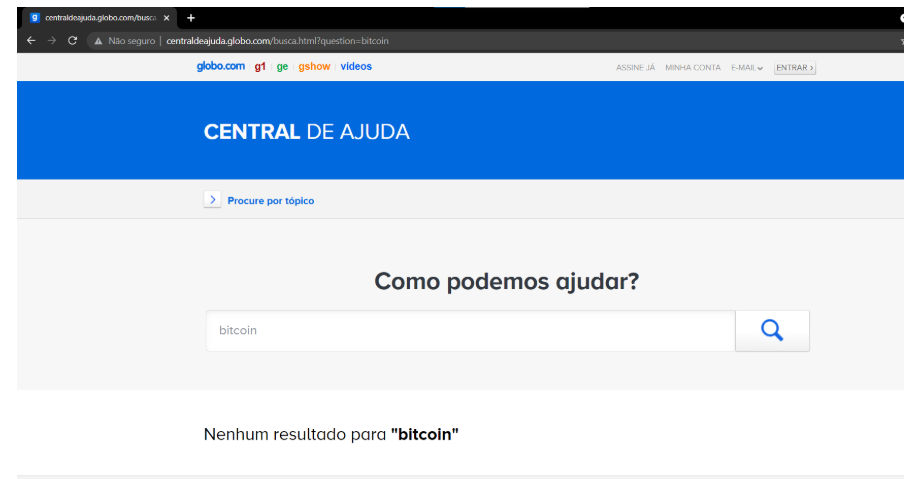 centraldeajuda.globo.com/busca
Não seguro | centraldeajuda.globo.com/busca.html?question=bitcoin
globo.com g1 ge gshow videos
ASSINE JÁ MINHA CONTA E-MAIL ENTRAR
CENTRAL DE AJUDA
Procure por tópico
Como podemos ajudar?
bitcoin
Nenhum resultado para "bitcoin"